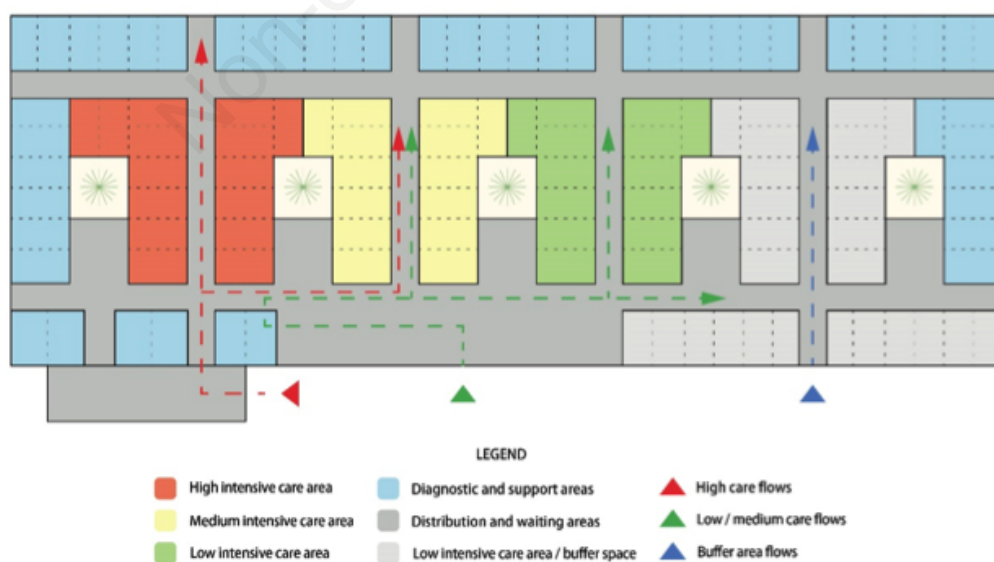 Non-
LEGEND
High intensive care area
Diagnostic and support areas
High care flows
Medium intensive care area
Distribution and waiting areas
Low / medium care flows
Low intensive care area
Low intensive care area / buffer space
Buffer area flows